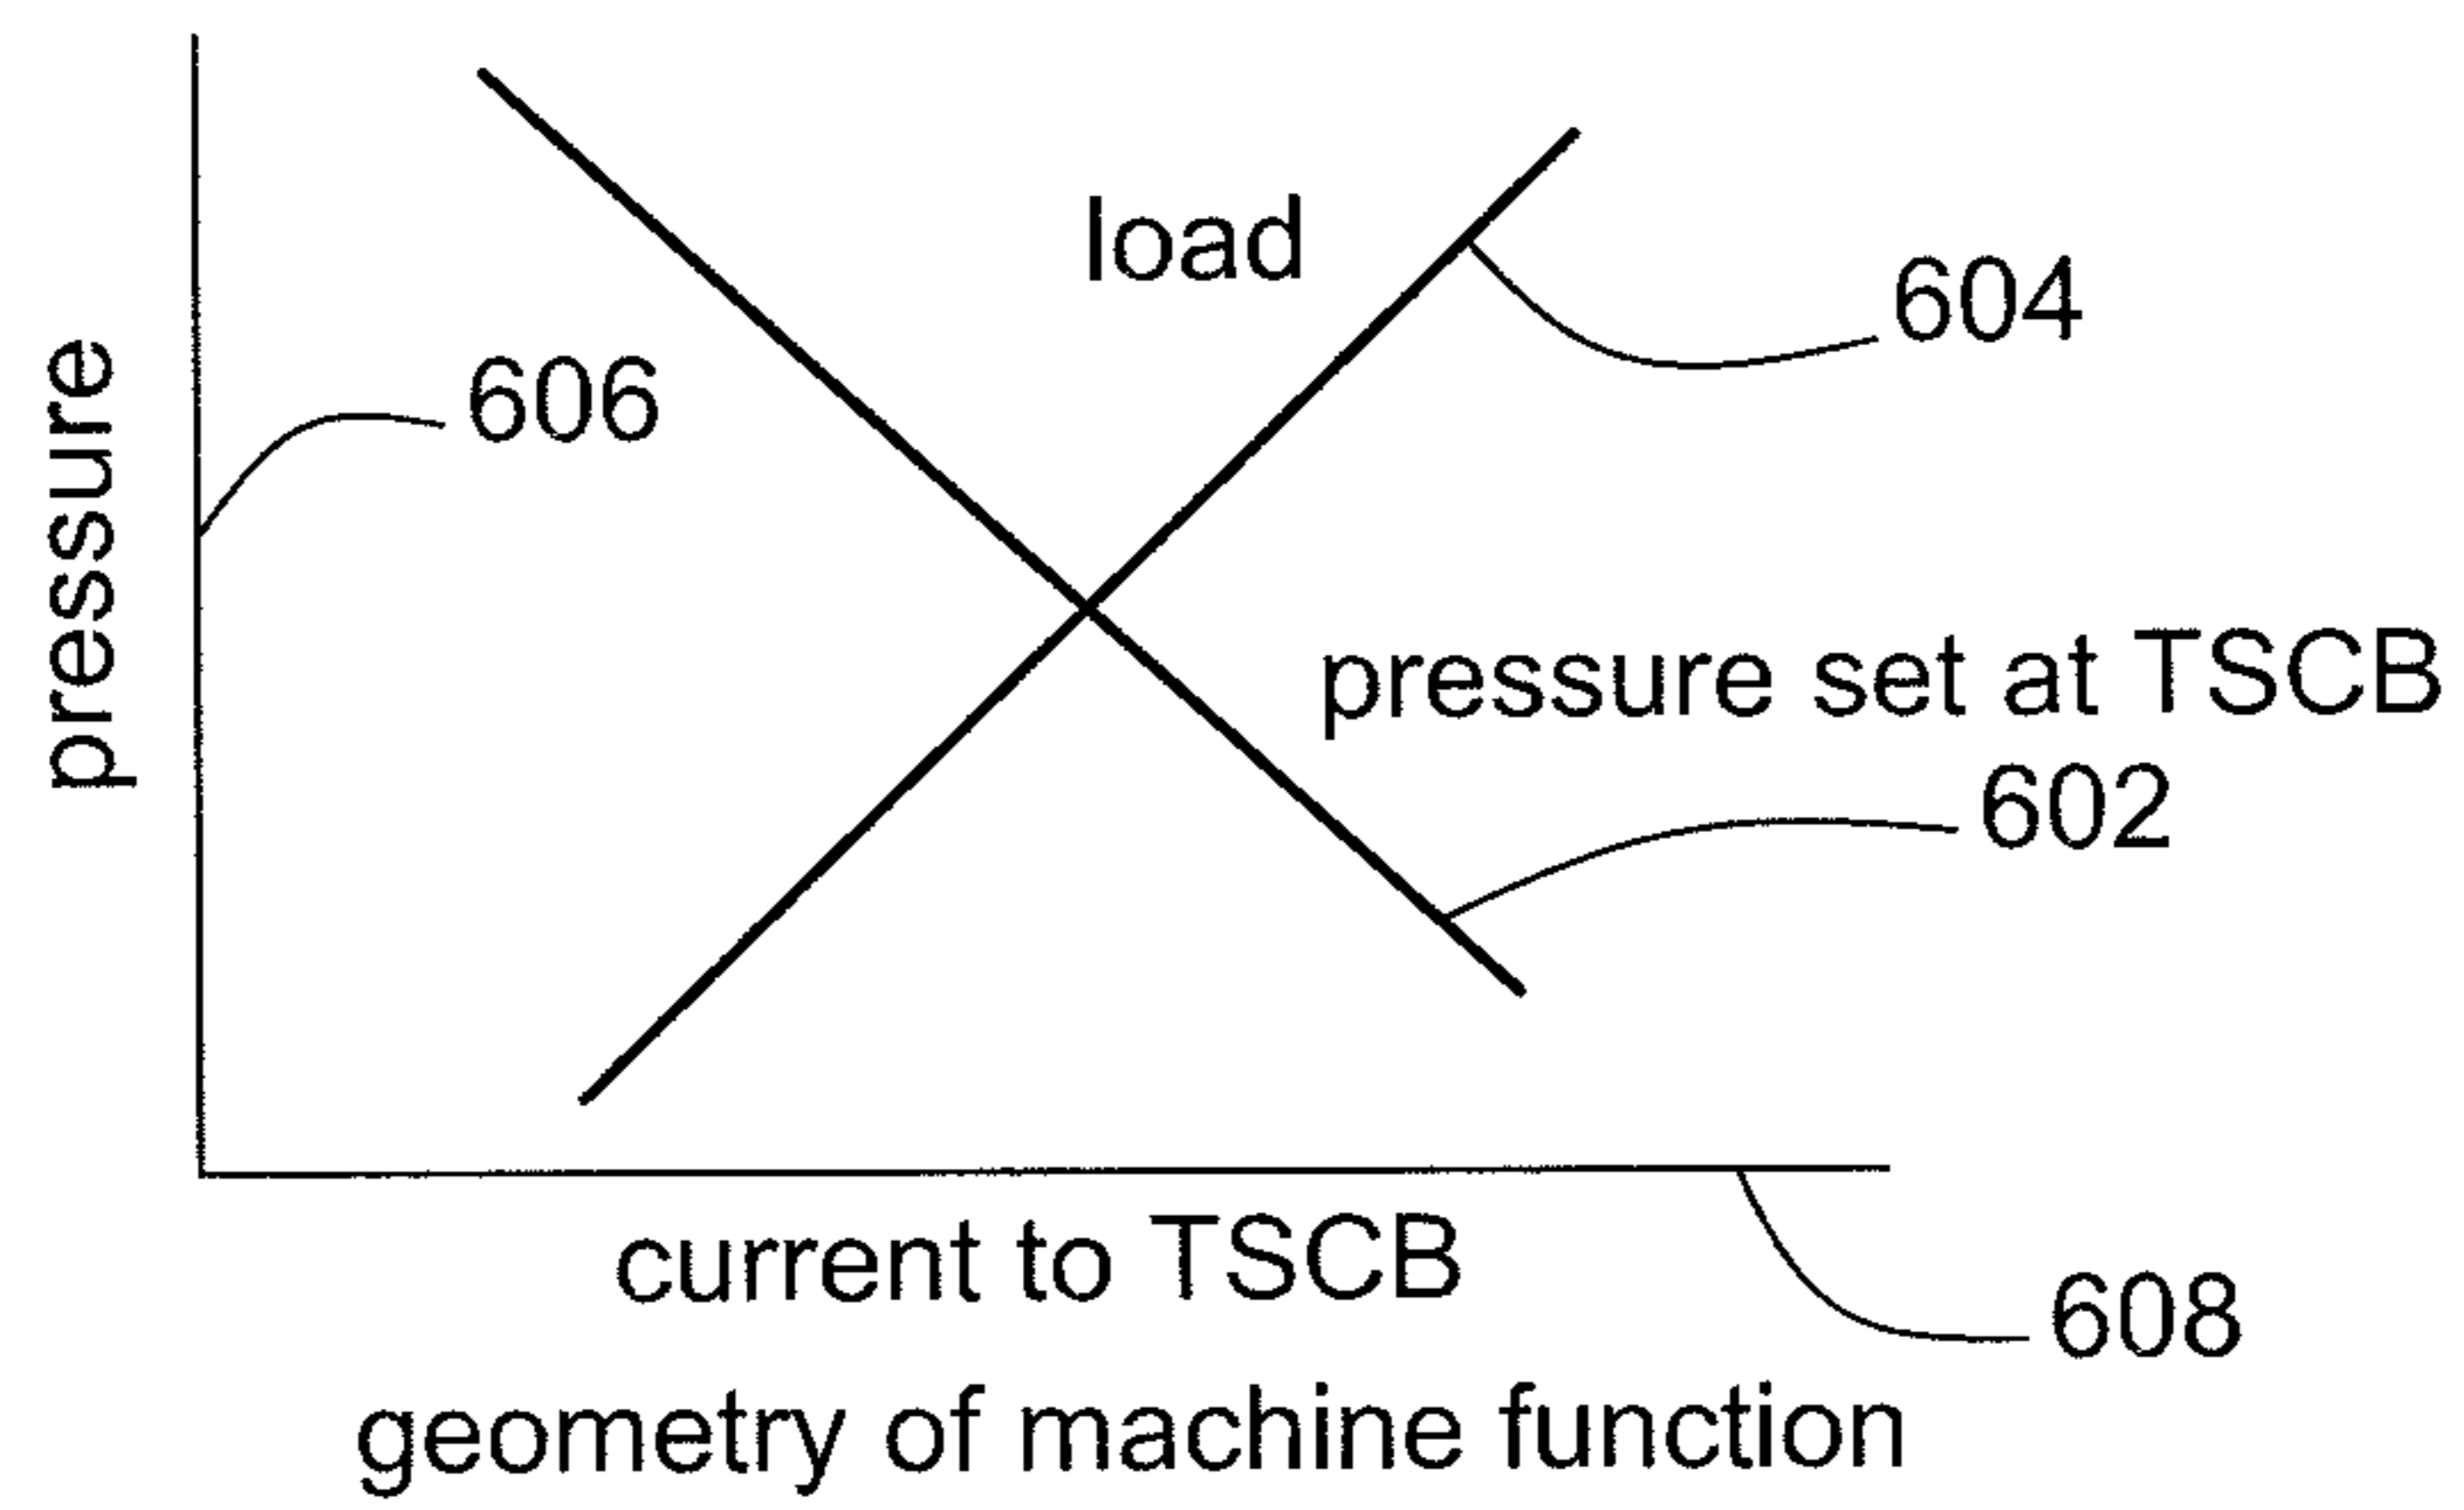 load
604
606
pressure
pressure set at TSCB
602
current to TSCB
608
geometry of machine function